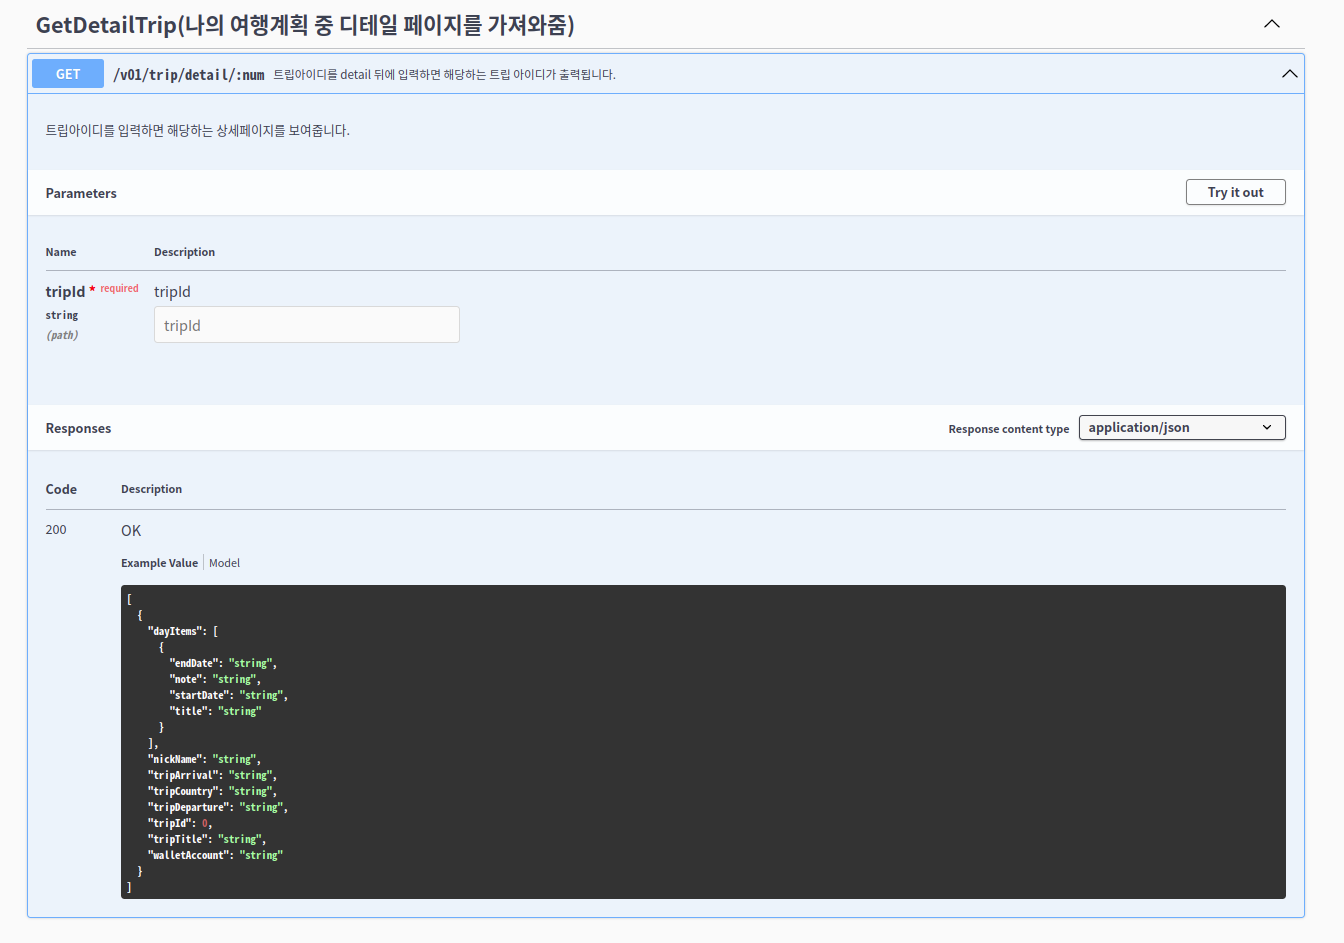 GetDetailTrip(나의 여행계획 중 디테일 페이지를 가져와줌)
GET /v01/trip/detail/:num 트립아이디를 detail 뒤에 입력하면 해당하는 트립 아이디가 출력됩니다.
트립아이디를 입력하면 해당하는 상세페이지를 보여줍니다.
Parameters Try it out
Name Description
tripId * required tripId
string
(path)
tripId
Responses Response content type application/json
Code Description
200 OK
Example Value Model
[
  {
    "dayItems": [
      {
        "endDate": "string",
        "note": "string",
        "startDate": "string",
        "title": "string"
      }
    ],
    "nickName": "string",
    "tripArrival": "string",
    "tripCountry": "string",
    "tripDeparture": "string",
    "tripId": 0,
    "tripTitle": "string",
    "walletAccount": "string"
  }
]